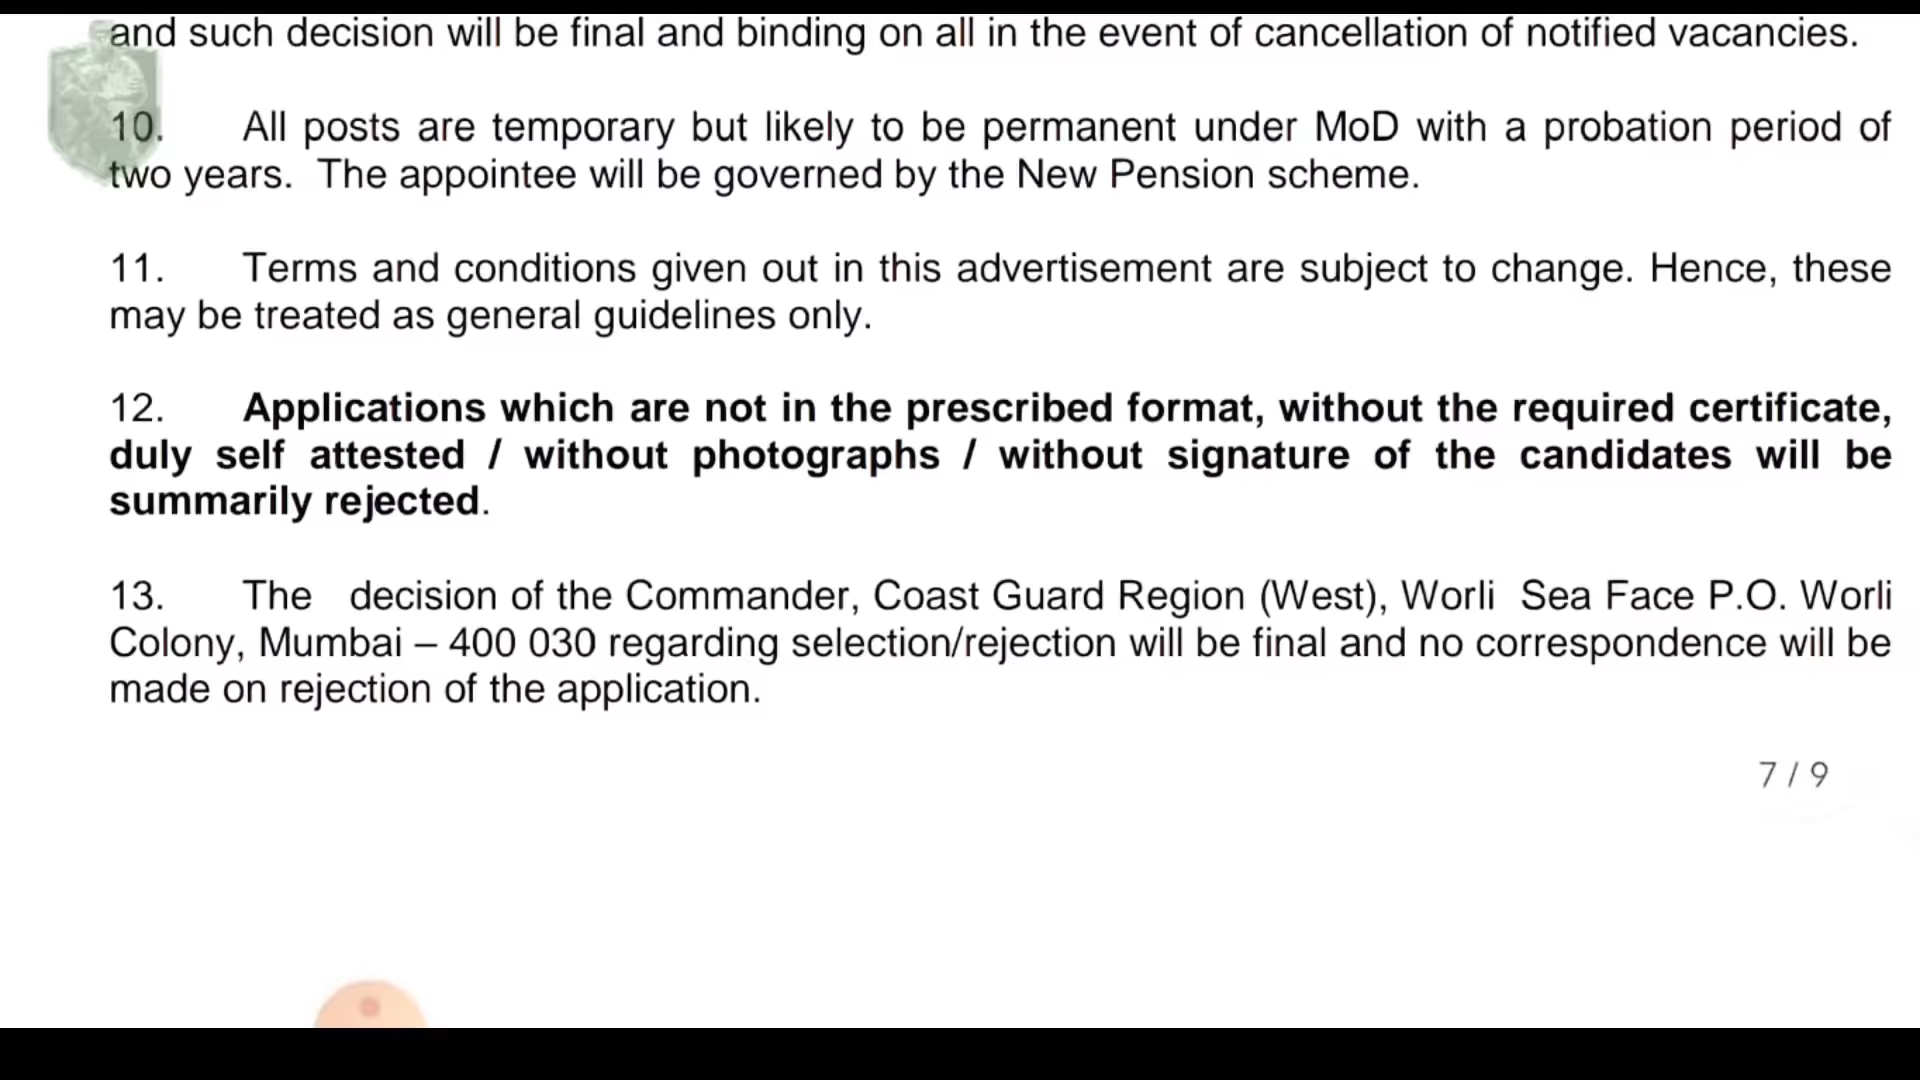 and such decision will be final and binding on all in the event of cancellation of notified vacancies.
10. All posts are temporary but likely to be permanent under MoD with a probation period of
two years. The appointee will be governed by the New Pension scheme.
11. Terms and conditions given out in this advertisement are subject to change. Hence, these
may be treated as general guidelines only.
12. Applications which are not in the prescribed format, without the required certificate,
duly self attested / without photographs / without signature of the candidates will be
summarily rejected.
13. The decision of the Commander, Coast Guard Region (West), Worli Sea Face P.O. Worli
Colony, Mumbai – 400 030 regarding selection/rejection will be final and no correspondence will be
made on rejection of the application.
7 / 9